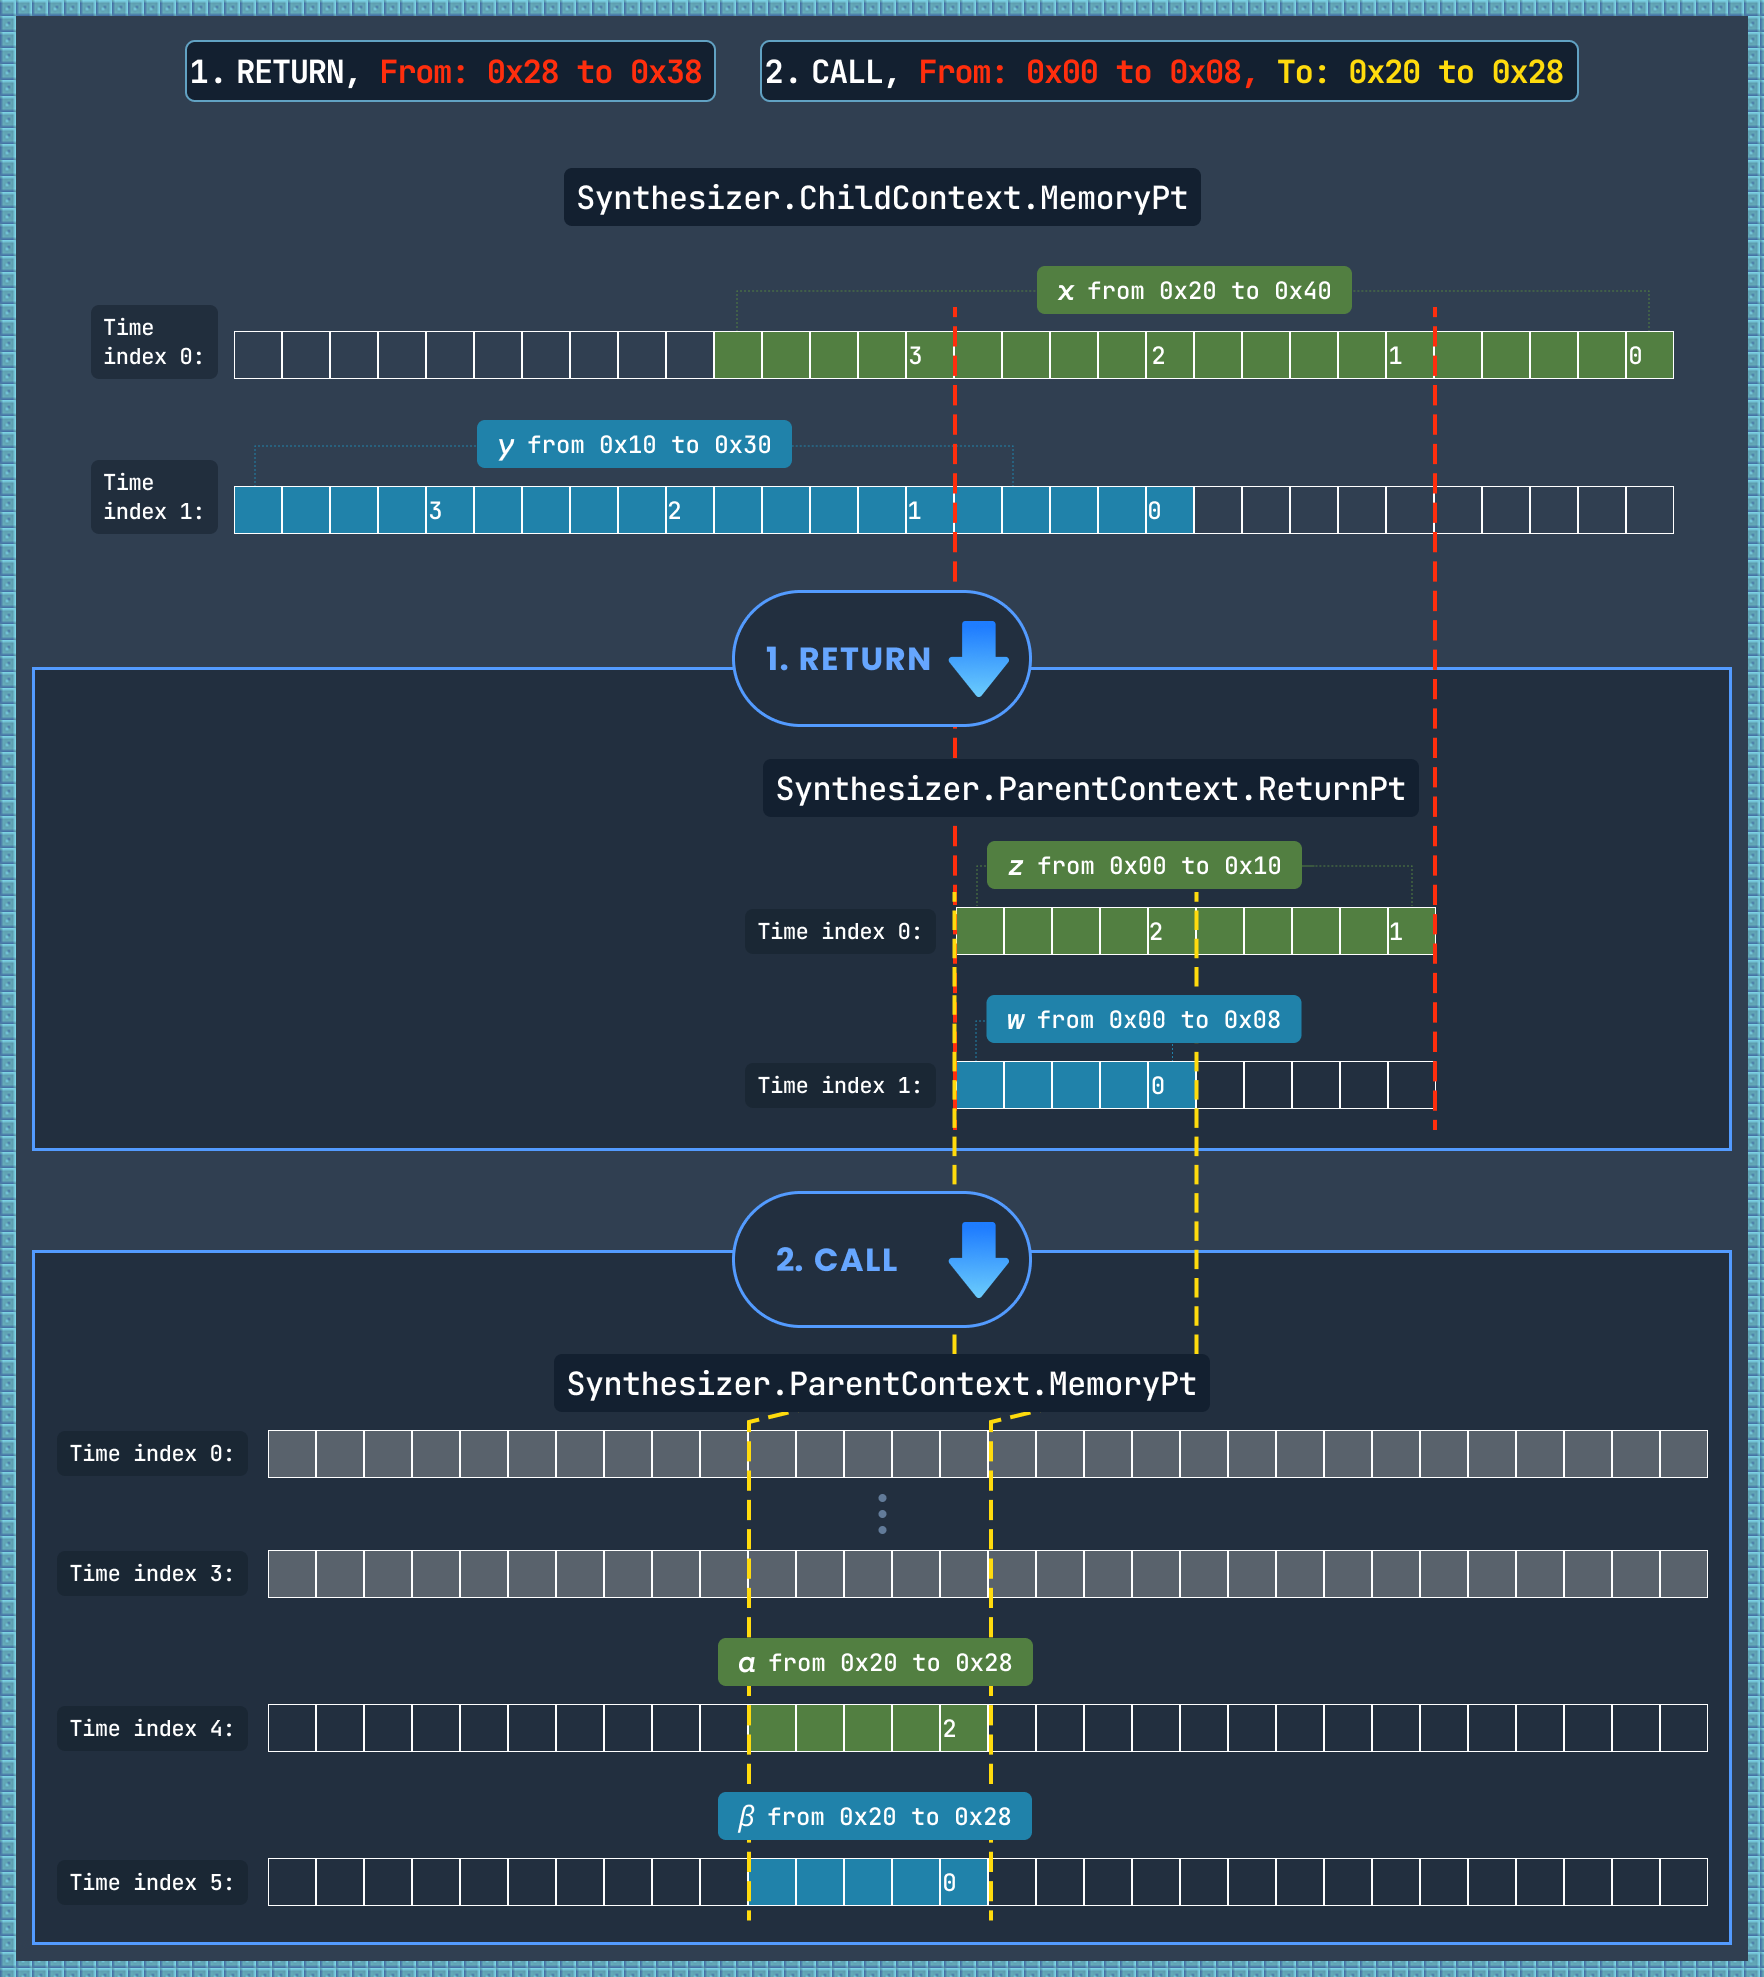 1. RETURN, From: 0x28 to 0x38
2. CALL, From: 0x00 to 0x08, To: 0x20 to 0x28
Synthesizer.ChildContext.MemoryPt
x from 0x20 to 0x40
Time
index 0:
3 2 1 0
y from 0x10 to 0x30
Time
index 1:
3 2 1 0
1. RETURN
Synthesizer.ParentContext.ReturnPt
z from 0x00 to 0x10
Time index 0:
2 1
w from 0x00 to 0x08
Time index 1:
0
2. CALL
Synthesizer.ParentContext.MemoryPt
Time index 0:
Time index 3:
α from 0x20 to 0x28
Time index 4:
2
β from 0x20 to 0x28
Time index 5:
0